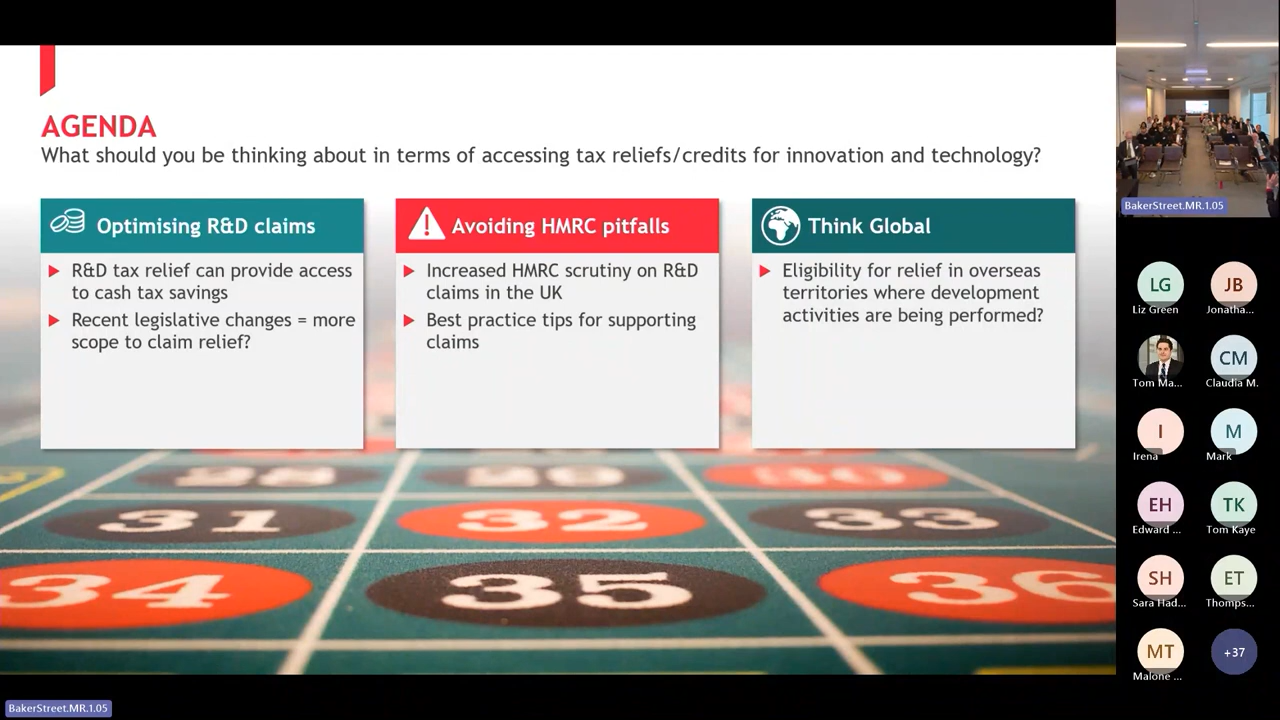 AGENDA
What should you be thinking about in terms of accessing tax reliefs/credits for innovation and technology?
Optimising R&D claims
R&D tax relief can provide access
to cash tax savings
Recent legislative changes = more
scope to claim relief?
Avoiding HMRC pitfalls
Increased HMRC scrutiny on R&D
claims in the UK
Best practice tips for supporting
claims
Think Global
Eligibility for relief in overseas
territories where development
activities are being performed?
28
29
30
31
32
33
34
35
36
BakerStreet.MR.1.05
BakerStreet.MR.1.05
LG
Liz Green
JB
Jonatha...
Tom Ma...
CM
Claudia M.
I
Irena
M
Mark
EH
Edward ...
TK
Tom Kaye
SH
Sara Had...
ET
Thomps...
MT
Malone ...
+37